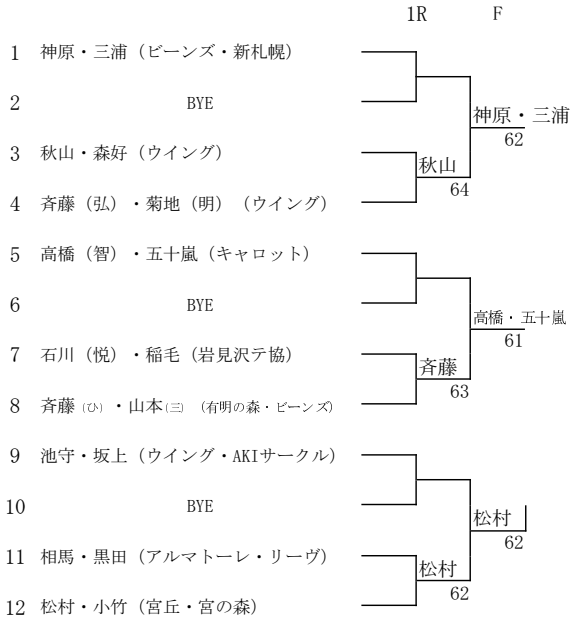 1R F
1 神原・三浦（ビーンズ・新札幌）
2 BYE
神原・三浦
62
3 秋山・森好（ウイング）
秋山
64
4 斉藤（弘）・菊地（明）（ウイング）
5 高橋（智）・五十嵐（キャロット）
6 BYE
高橋・五十嵐
61
7 石川（悦）・稲毛（岩見沢テ協）
斉藤
63
8 斉藤（ひ）・山本（三）（有明の森・ビーンズ）
9 池守・坂上（ウイング・AKIサークル）
10 BYE
松村
62
11 相馬・黒田（アルマトーレ・リーヴ）
松村
62
12 松村・小竹（宮丘・宮の森）